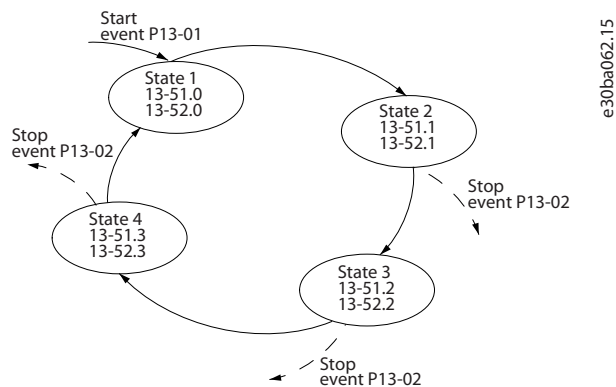 Start
event P13-01
State 1
13-51.0
13-52.0
State 2
13-51.1
13-52.1
Stop
event P13-02
State 3
13-51.2
13-52.2
Stop
event P13-02
State 4
13-51.3
13-52.3
Stop
event P13-02
e30ba062.15